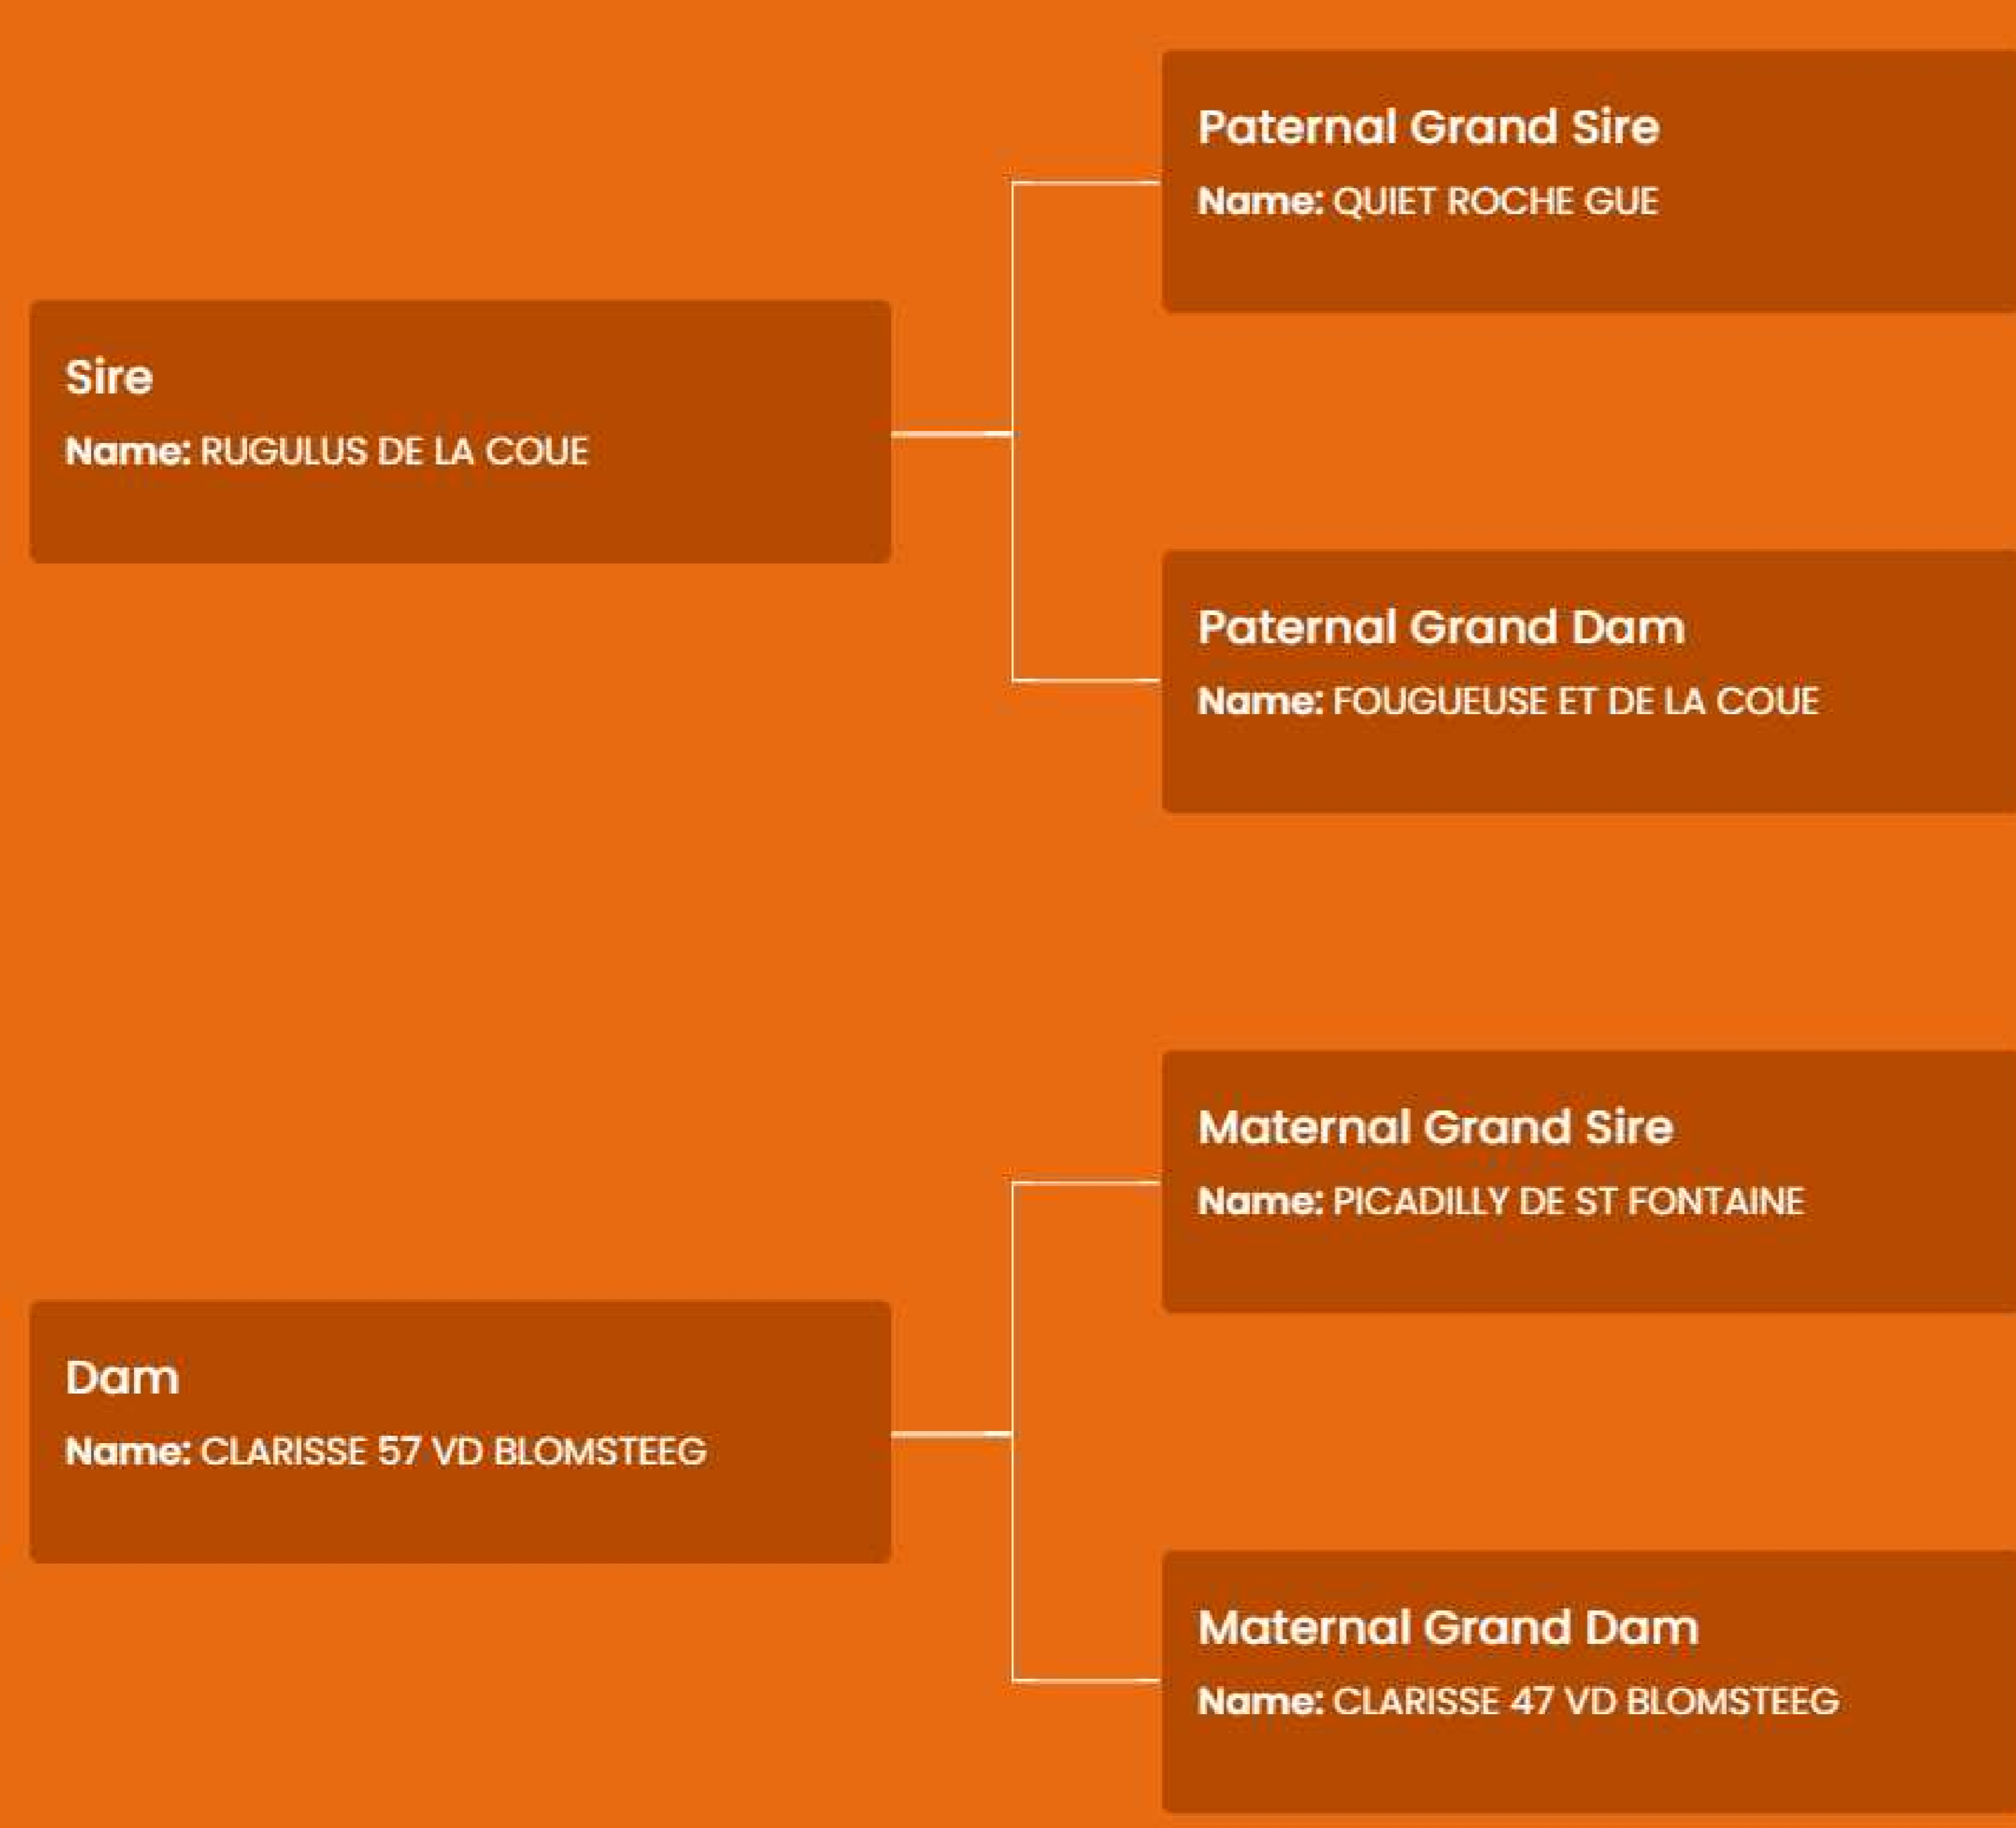 Paternal Grand Sire
Name: QUIET ROCHE GUE
Sire
Name: RUGULUS DE LA COUE
Paternal Grand Dam
Name: FOUGUEUSE ET DE LA COUE
Maternal Grand Sire
Name: PICADILLY DE ST FONTAINE
Dam
Name: CLARISSE 57 VD BLOMSTEEG
Maternal Grand Dam
Name: CLARISSE 47 VD BLOMSTEEG